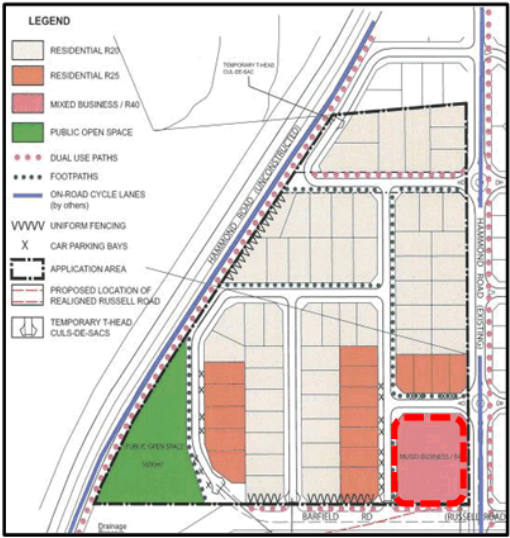 LEGEND
RESIDENTIAL R20
RESIDENTIAL R25
MIXED BUSINESS / R40
PUBLIC OPEN SPACE
DUAL USE PATHS
FOOTPATHS
ON-ROAD CYCLE LANES
(by others)
UNIFORM FENCING
X CAR PARKING BAYS
APPLICATION AREA
PROPOSED LOCATION OF
REALIGNED RUSSELL ROAD
TEMPORARY T-HEAD
CULS-DE-SACS
TEMPORARY T-HEAD
CUL-DE-SAC
HAMMOND ROAD (UNCONSTRUCTED)
HAMMOND ROAD (EXISTING)
PUBLIC OPEN SPACE
MIXED BUSINESS / R4
BARFIELD RD (RUSSELL ROAD
Drainage